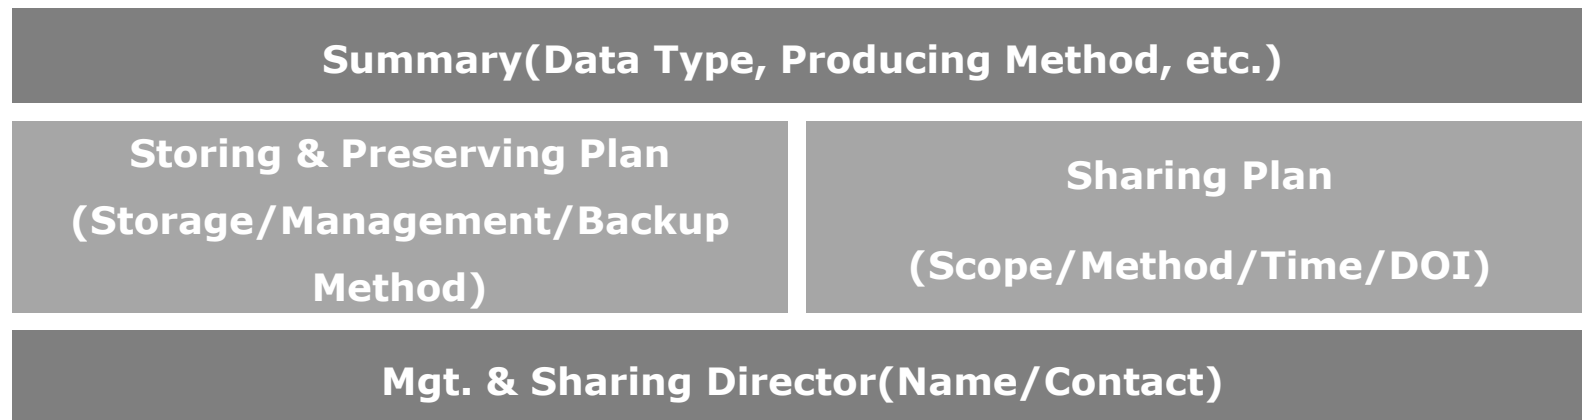 Summary(Data Type, Producing Method, etc.)
Storing & Preserving Plan
(Storage/Management/Backup
Method)
Sharing Plan
(Scope/Method/Time/DOI)
Mgt. & Sharing Director(Name/Contact)